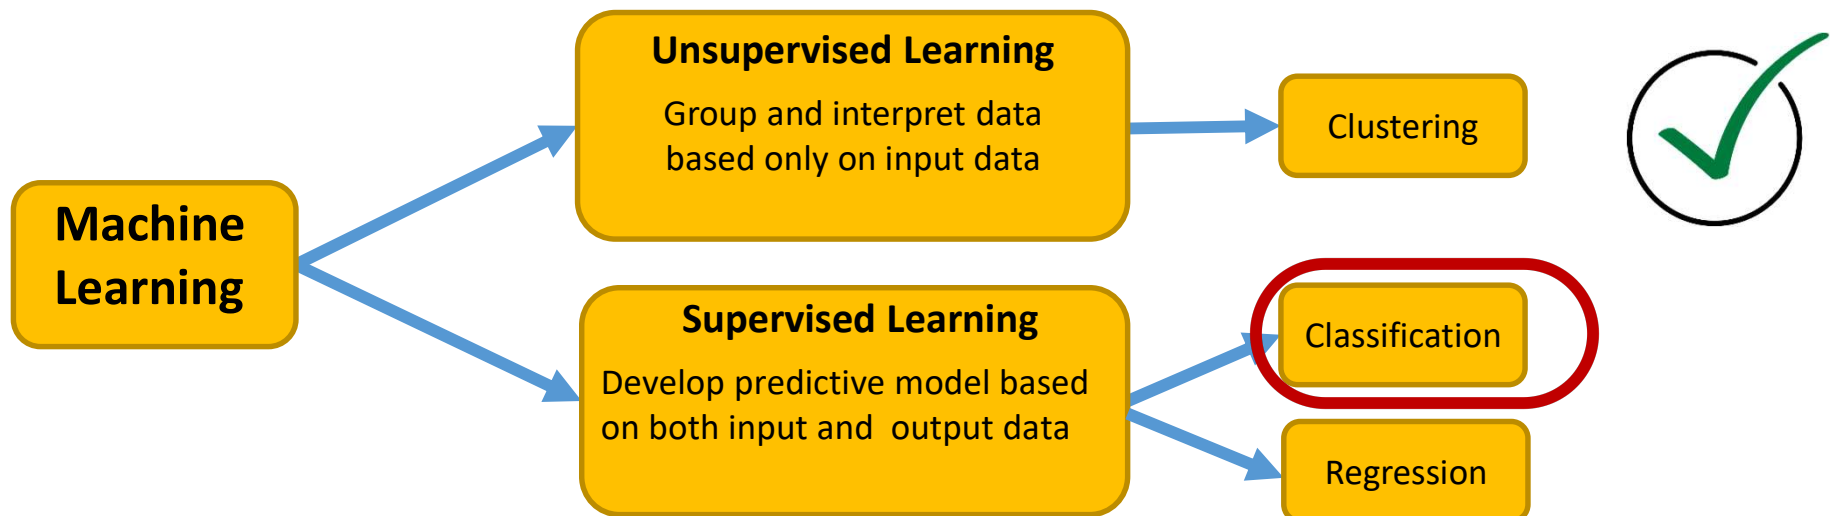 Machine
Learning
Unsupervised Learning
Group and interpret data
based only on input data
Clustering
Supervised Learning
Develop predictive model based
on both input and  output data
Classification
Regression